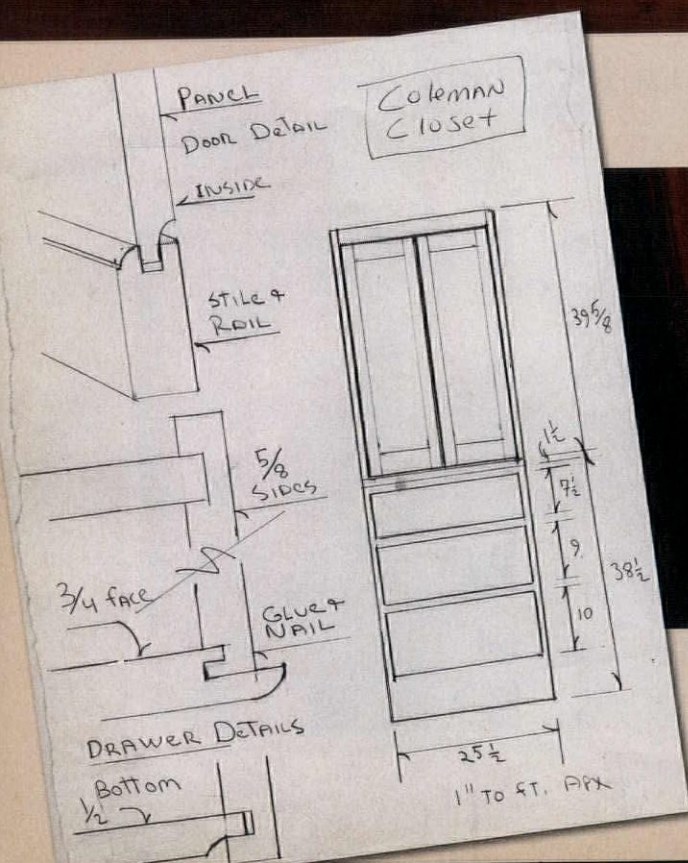 PANEL
DOOR DETAIL
INSIDE
STILE &
RAIL
Coleman
Closet
39 5/8
1 1/2
7 1/2
9
10
38 1/2
25 1/2
1" TO FT. APX
5/8
SIDES
3/4 FACE
GLUE &
NAIL
DRAWER DETAILS
Bottom
1/2